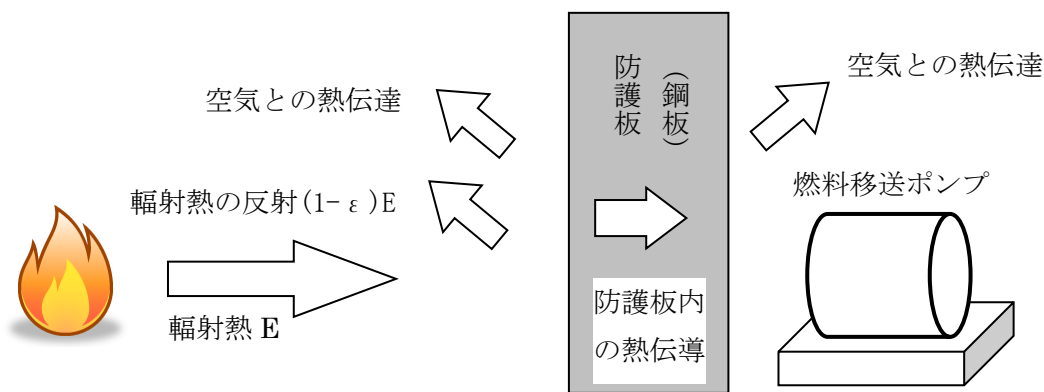 空気との熱伝達
輻射熱の反射(1-ε)E
輻射熱 E
防護板
(鋼板)
防護板内
の熱伝導
空気との熱伝達
燃料移送ポンプ